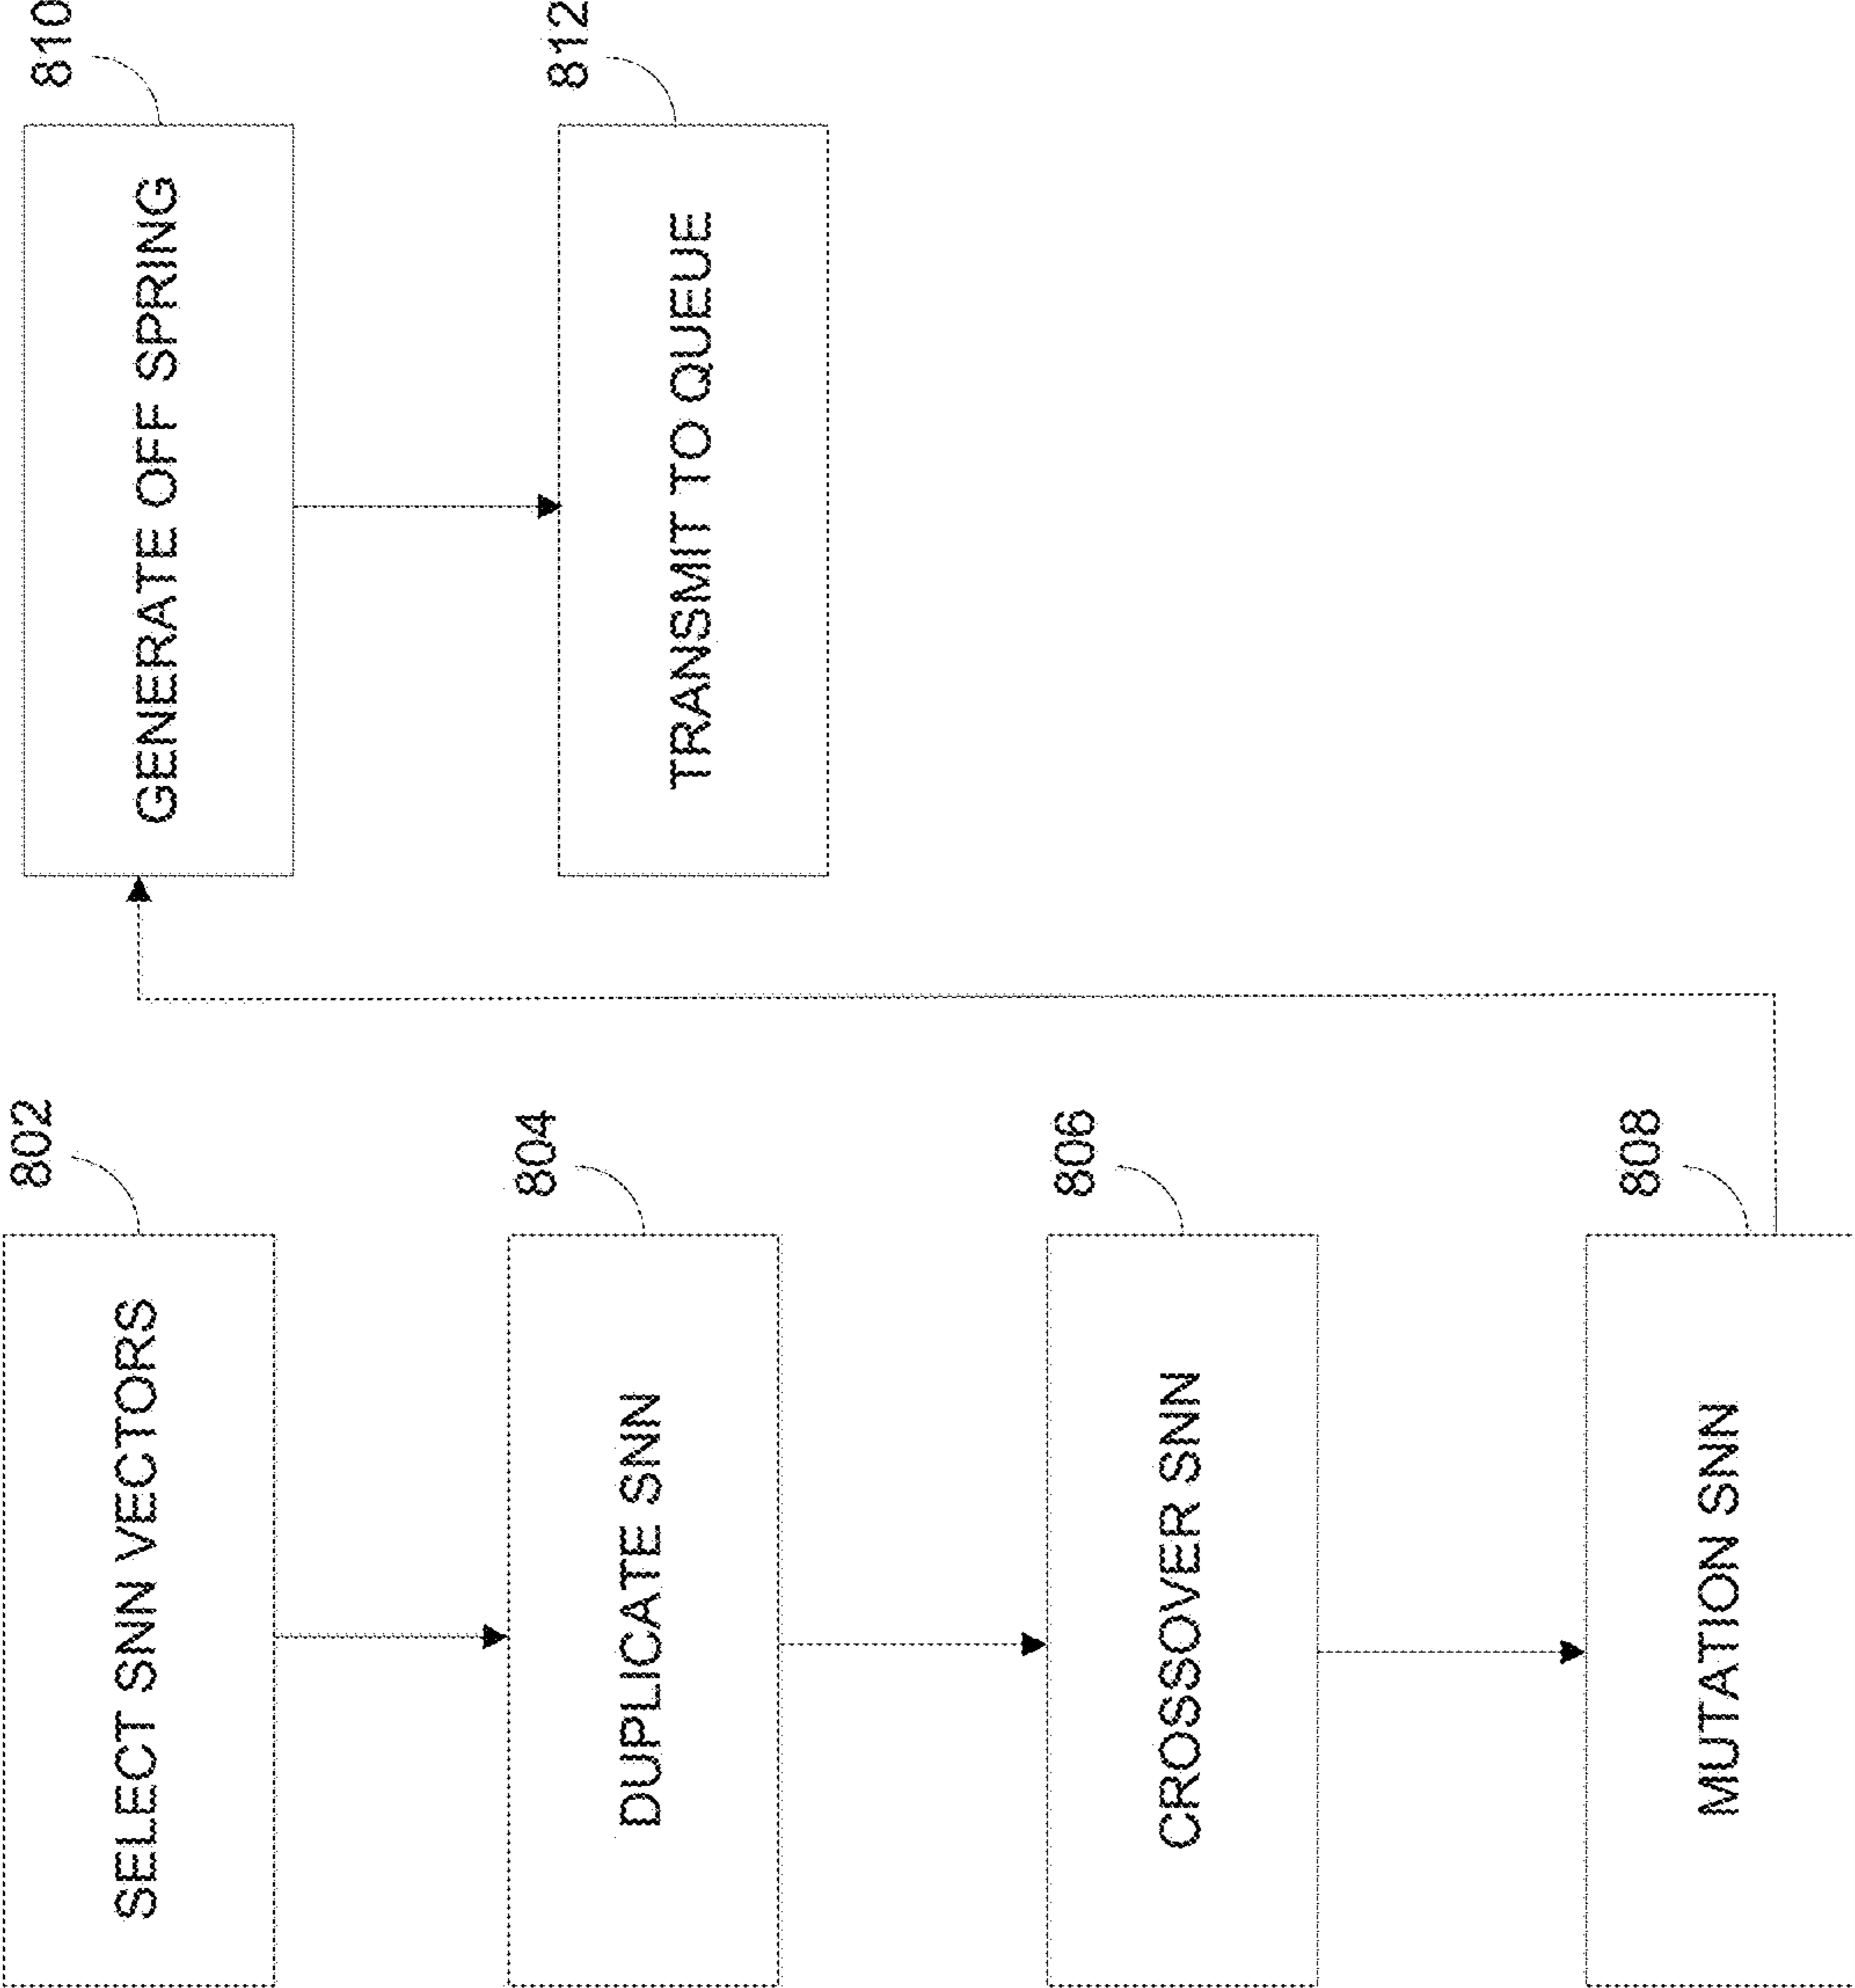 802
SELECT SNN VECTORS
804
DUPLICATE SNN
806
CROSSOVER SNN
808
MUTATION SNN
810
GENERATE OFF SPRING
812
TRANSMIT TO QUEUE